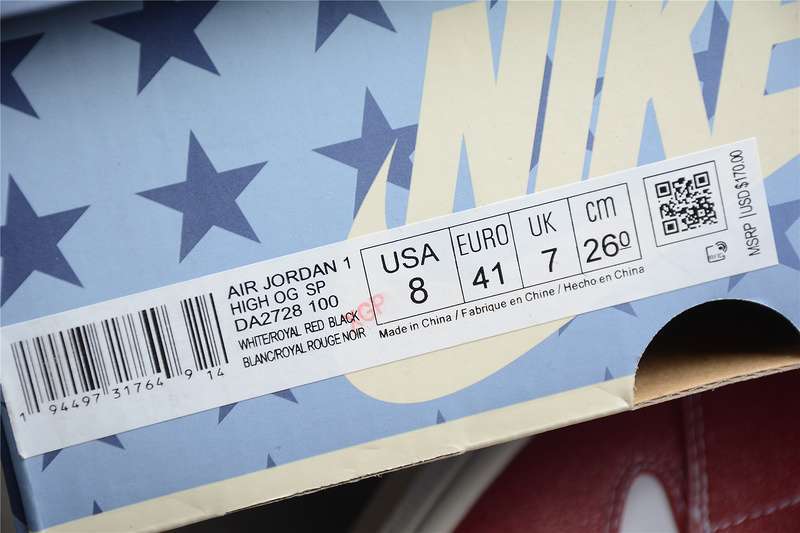 NIKE
AIR JORDAN 1
HIGH OG SP
DA2728 100
WHITE/ROYAL RED BLACK
BLANC/ROYAL ROUGE NOIR
1 94497 31764 9 14
USA
8
EURO
41
UK
7
cm
26.0
Made in China / Fabrique en Chine / Hecho en China
MSRP |USD $170.00